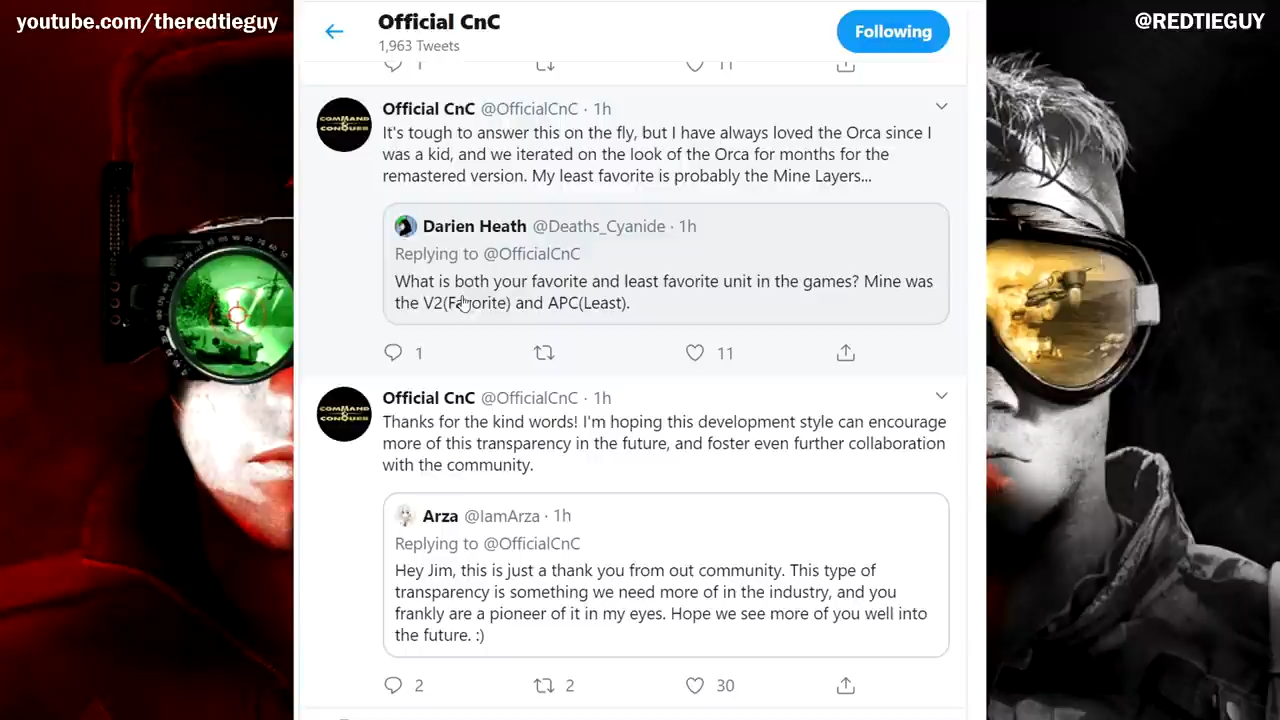 youtube.com/theredtieguy
@REDTIEGUY
Official CnC
1,963 Tweets
Following
1
11
COMMAND & CONQUER
Official CnC @OfficialCnC · 1h
It's tough to answer this on the fly, but I have always loved the Orca since I
was a kid, and we iterated on the look of the Orca for months for the
remastered version. My least favorite is probably the Mine Layers...
Darien Heath @Deaths_Cyanide · 1h
Replying to @OfficialCnC
What is both your favorite and least favorite unit in the games? Mine was
the V2(Favorite) and APC(Least).
1
11
COMMAND & CONQUER
Official CnC @OfficialCnC · 1h
Thanks for the kind words! I'm hoping this development style can encourage
more of this transparency in the future, and foster even further collaboration
with the community.
Arza @IamArza · 1h
Replying to @OfficialCnC
Hey Jim, this is just a thank you from out community. This type of
transparency is something we need more of in the industry, and you
frankly are a pioneer of it in my eyes. Hope we see more of you well into
the future. :)
2
2
30